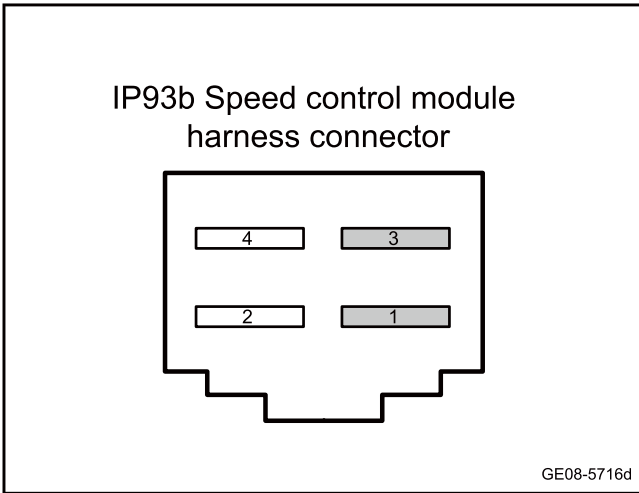 IP93b Speed control module
harness connector
4 3
2 1
GE08-5716d